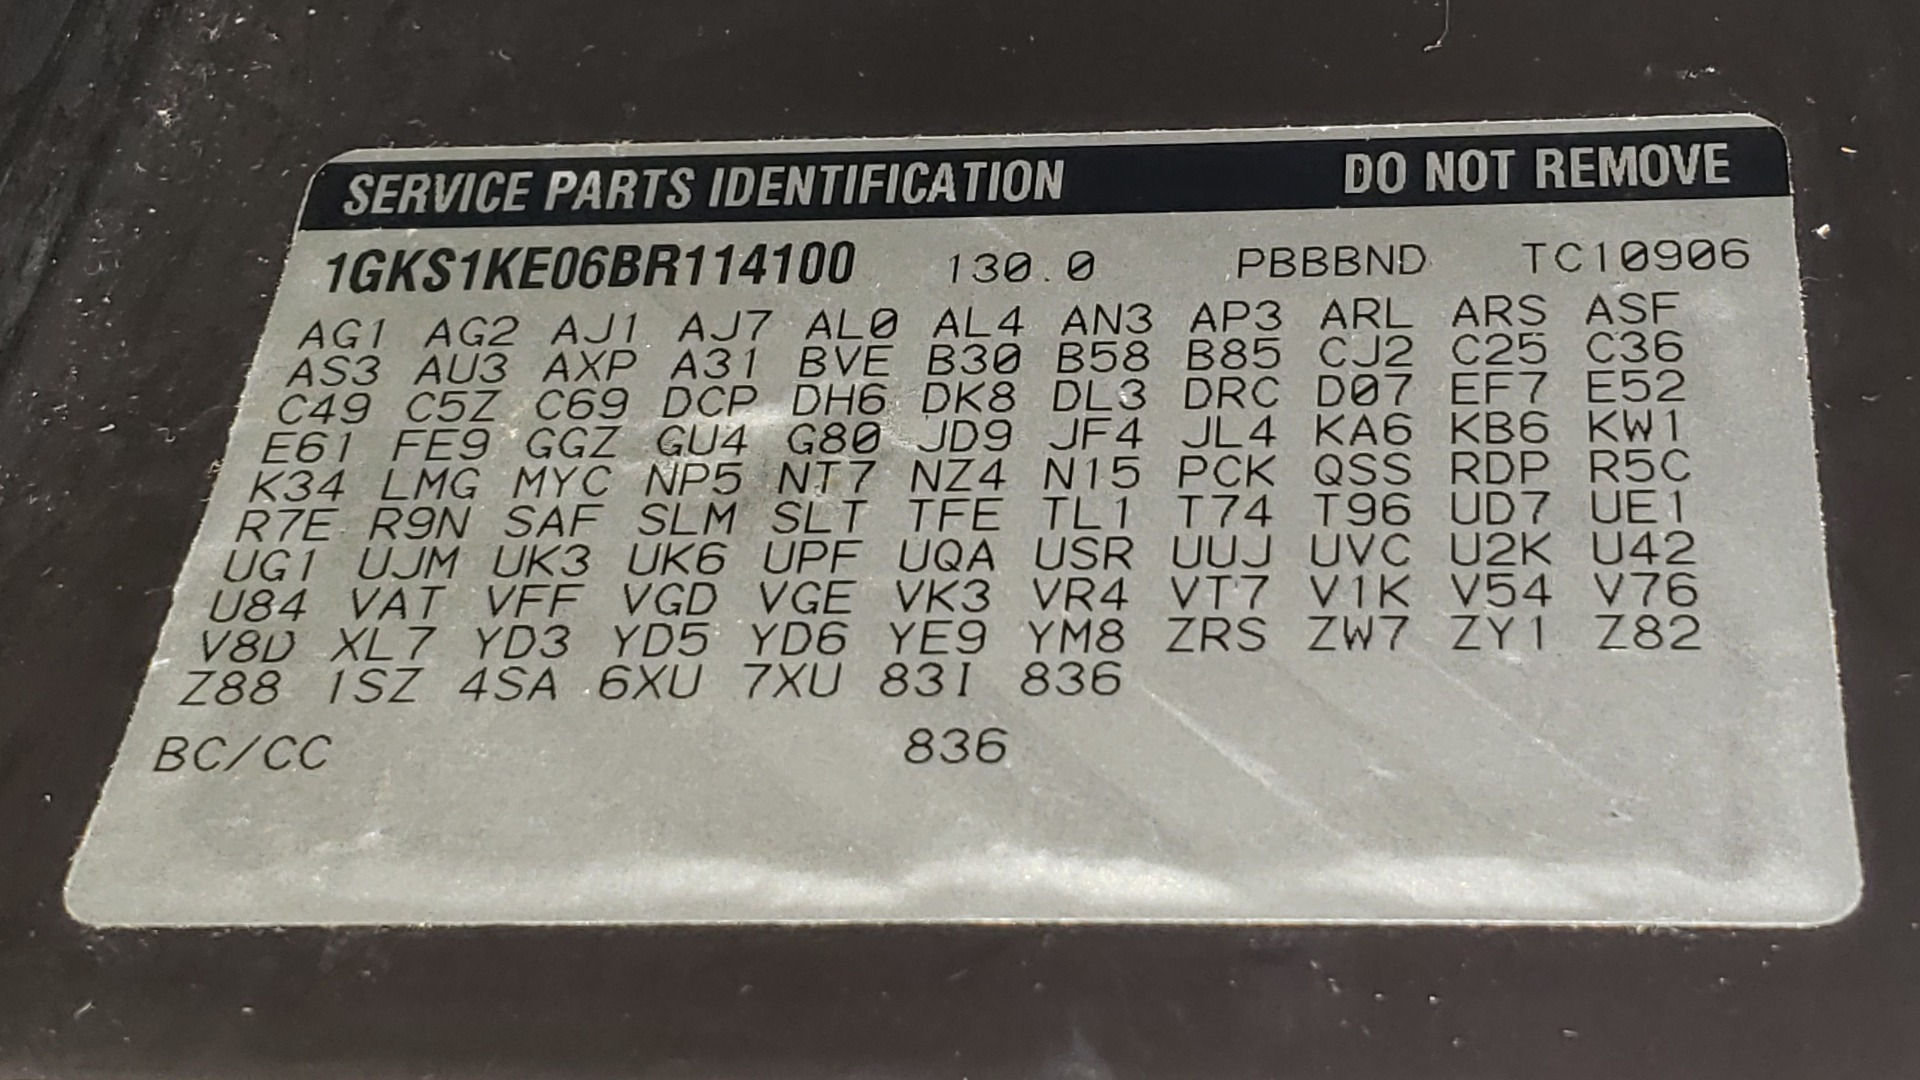 SERVICE PARTS IDENTIFICATION DO NOT REMOVE
1GKS1KE06BR114100 130.0 PBBBND TC10906
AG1 AG2 AJ1 AJ7 AL0 AL4 AN3 AP3 ARL ARS ASF
AS3 AU3 AXP A31 BVE B30 B58 B85 CJ2 C25 C36
C49 C5Z C69 DCP DH6 DK8 DL3 DRC D07 EF7 E52
E61 FE9 GGZ GU4 G80 JD9 JF4 JL4 KA6 KB6 KW1
K34 LMG MYC NP5 NT7 NZ4 N15 PCK QSS RDP R5C
R7E R9N SAF SLM SLT TFE TL1 T74 T96 UD7 UE1
UG1 UJM UK3 UK6 UPF UQA USR UUJ UVC U2K U42
U84 VAT VFF VGD VGE VK3 VR4 VT7 V1K V54 V76
V8D XL7 YD3 YD5 YD6 YE9 YM8 ZRS ZW7 ZY1 Z82
Z88 1SZ 4SA 6XU 7XU 83I 836
BC/CC 836